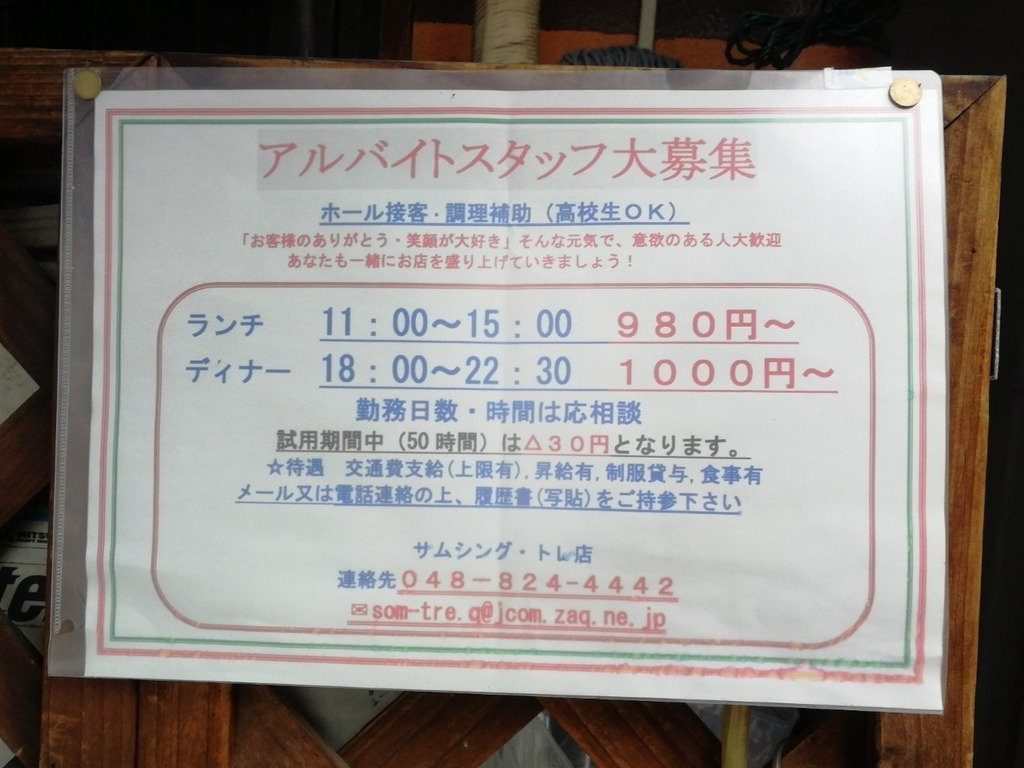 アルバイトスタッフ大募集
ホール接客・調理補助（高校生ＯＫ）
「お客様のありがとう・笑顔が大好き」そんな元気で、意欲のある人大歓迎
あなたも一緒にお店を盛り上げていきましょう！
ランチ 11：00～15：00 ９８０円～
ディナー 18：00～22：30 １０００円～
勤務日数・時間は応相談
試用期間中（50時間）は△３０円となります。
☆待遇 交通費支給(上限有),昇給有,制服貸与,食事有
メール又は電話連絡の上、履歴書(写貼)をご持参下さい
サムシング・トレ店
連絡先０４８－８２４-４４４２
✉som-tre.q@jcom.zaq.ne.jp